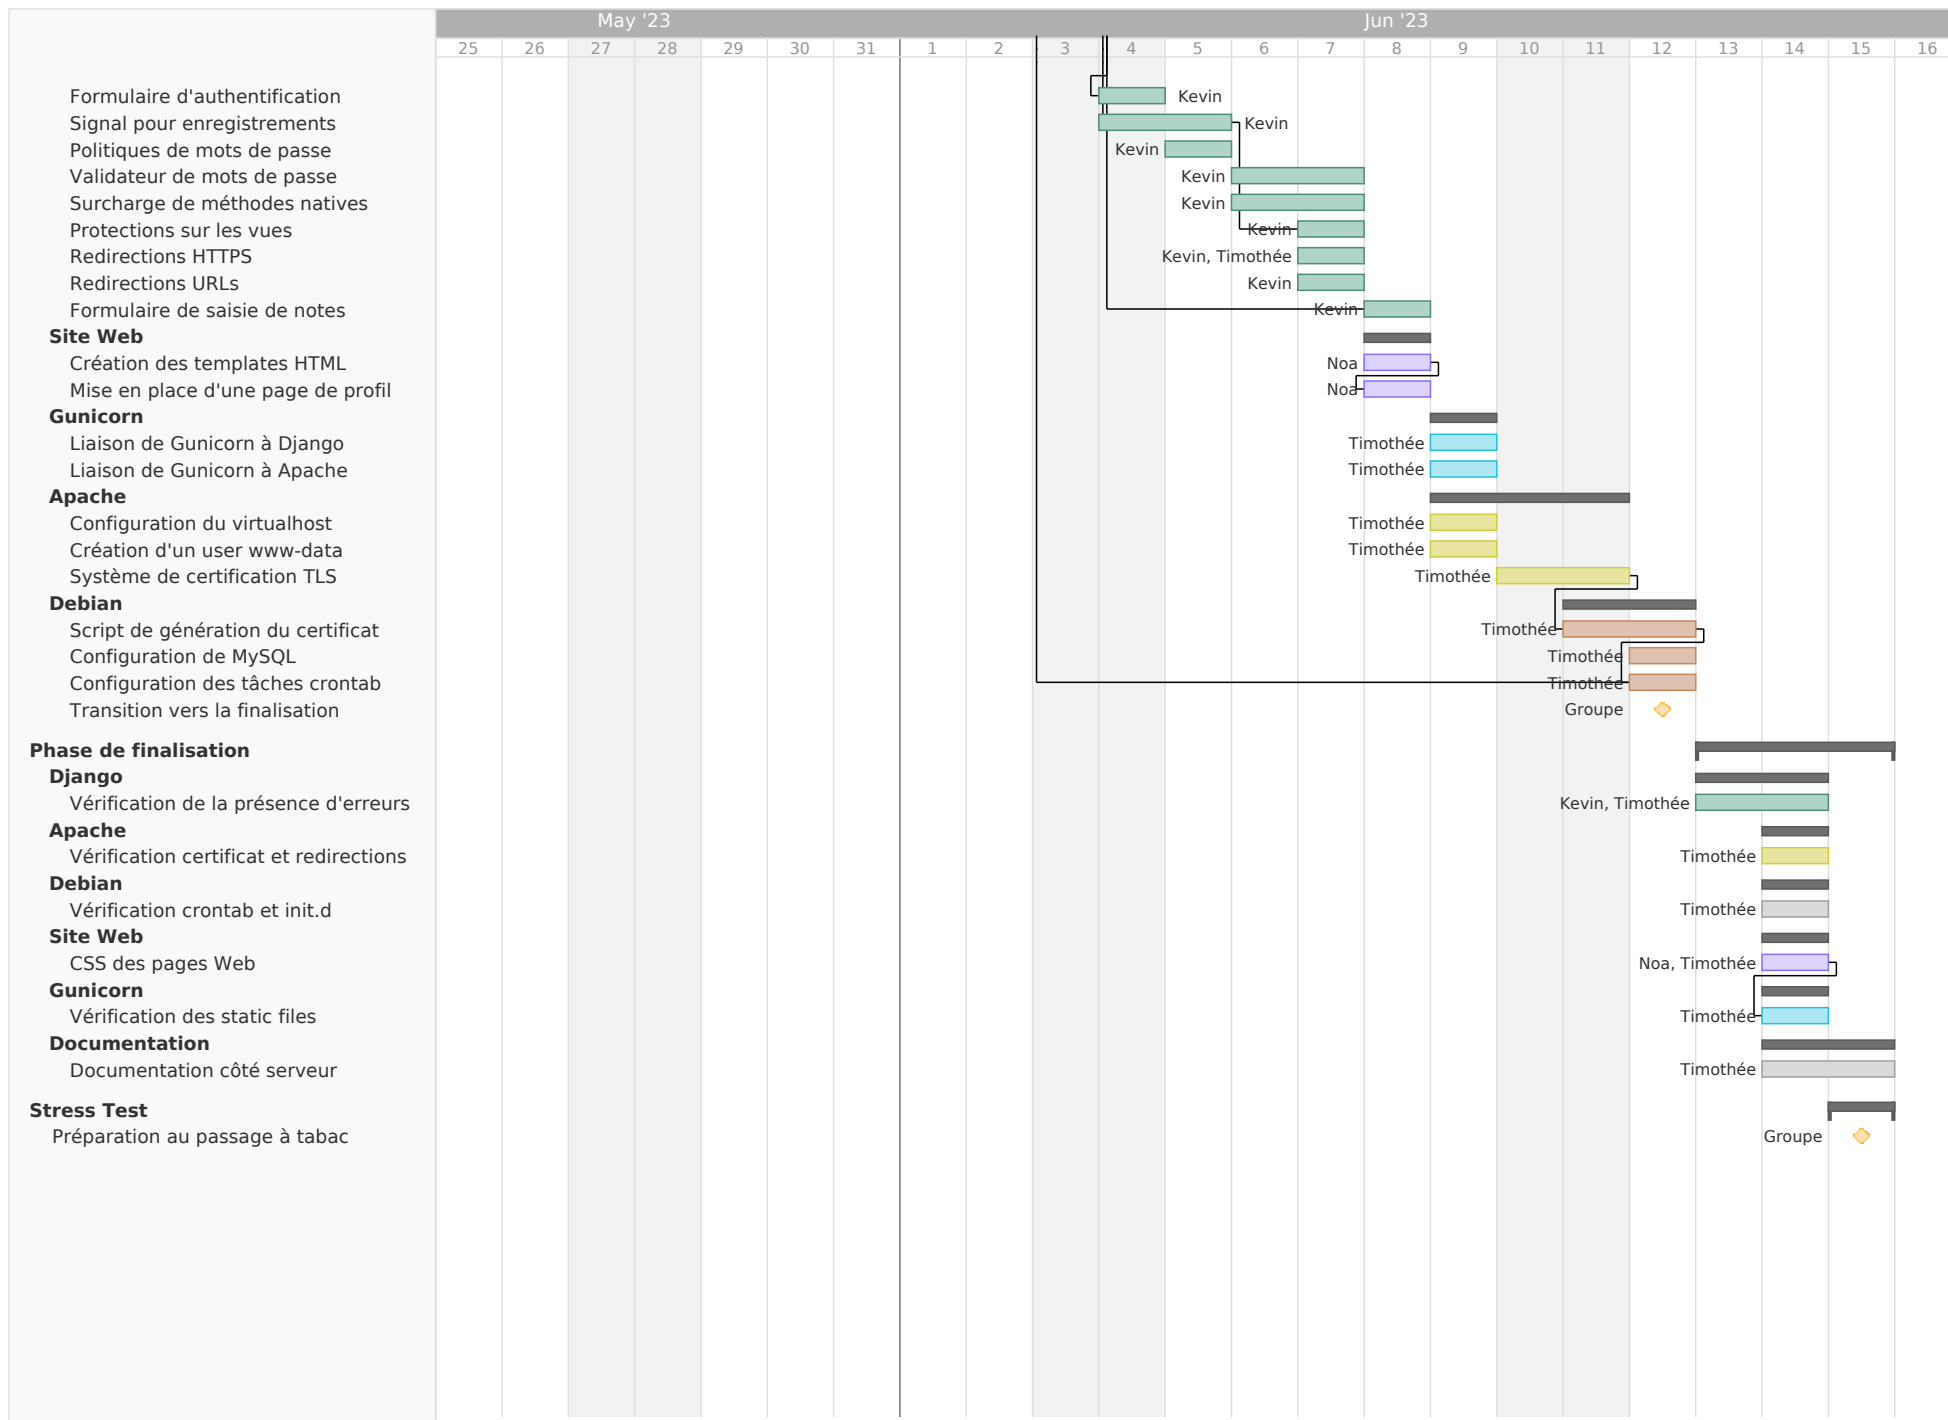 May '23 Jun '23
25 26 27 28 29 30 31 1 2 3 4 5 6 7 8 9 10 11 12 13 14 15 16
Formulaire d'authentification Kevin
Signal pour enregistrements Kevin
Politiques de mots de passe Kevin
Validateur de mots de passe Kevin
Surcharge de méthodes natives Kevin
Protections sur les vues Kevin
Redirections HTTPS Kevin, Timothée
Redirections URLs Kevin
Formulaire de saisie de notes Kevin
Site Web
Création des templates HTML Noa
Mise en place d'une page de profil Noa
Gunicorn
Liaison de Gunicorn à Django Timothée
Liaison de Gunicorn à Apache Timothée
Apache
Configuration du virtualhost Timothée
Création d'un user www-data Timothée
Système de certification TLS Timothée
Debian
Script de génération du certificat Timothée
Configuration de MySQL Timothée
Configuration des tâches crontab Timothée
Transition vers la finalisation Groupe
Phase de finalisation
Django
Vérification de la présence d'erreurs Kevin, Timothée
Apache
Vérification certificat et redirections Timothée
Debian
Vérification crontab et init.d Timothée
Site Web
CSS des pages Web Noa, Timothée
Gunicorn
Vérification des static files Timothée
Documentation
Documentation côté serveur Timothée
Stress Test
Préparation au passage à tabac Groupe